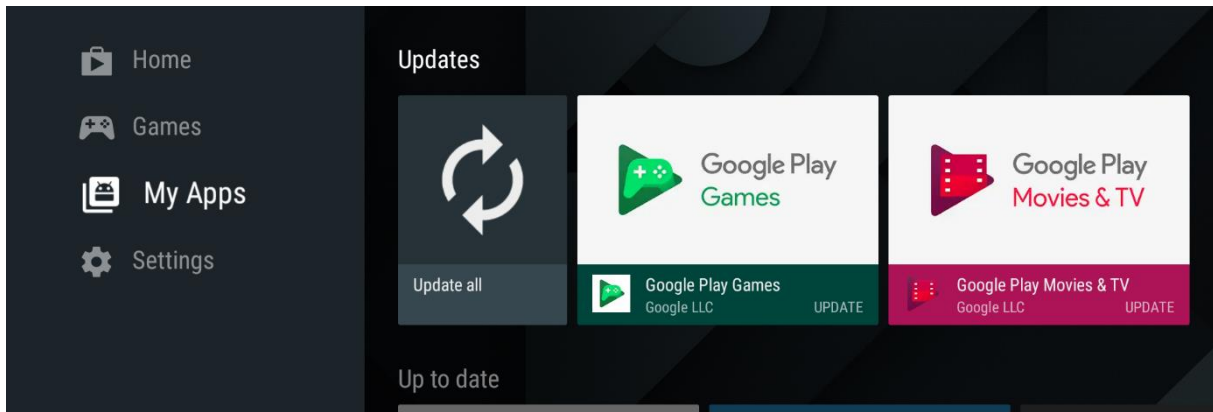 Home
Games
My Apps
Settings
Updates
Update all
Google Play
Games
Google Play Games
Google LLC
UPDATE
Google Play
Movies & TV
Google Play Movies & TV
Google LLC
UPDATE
Up to date